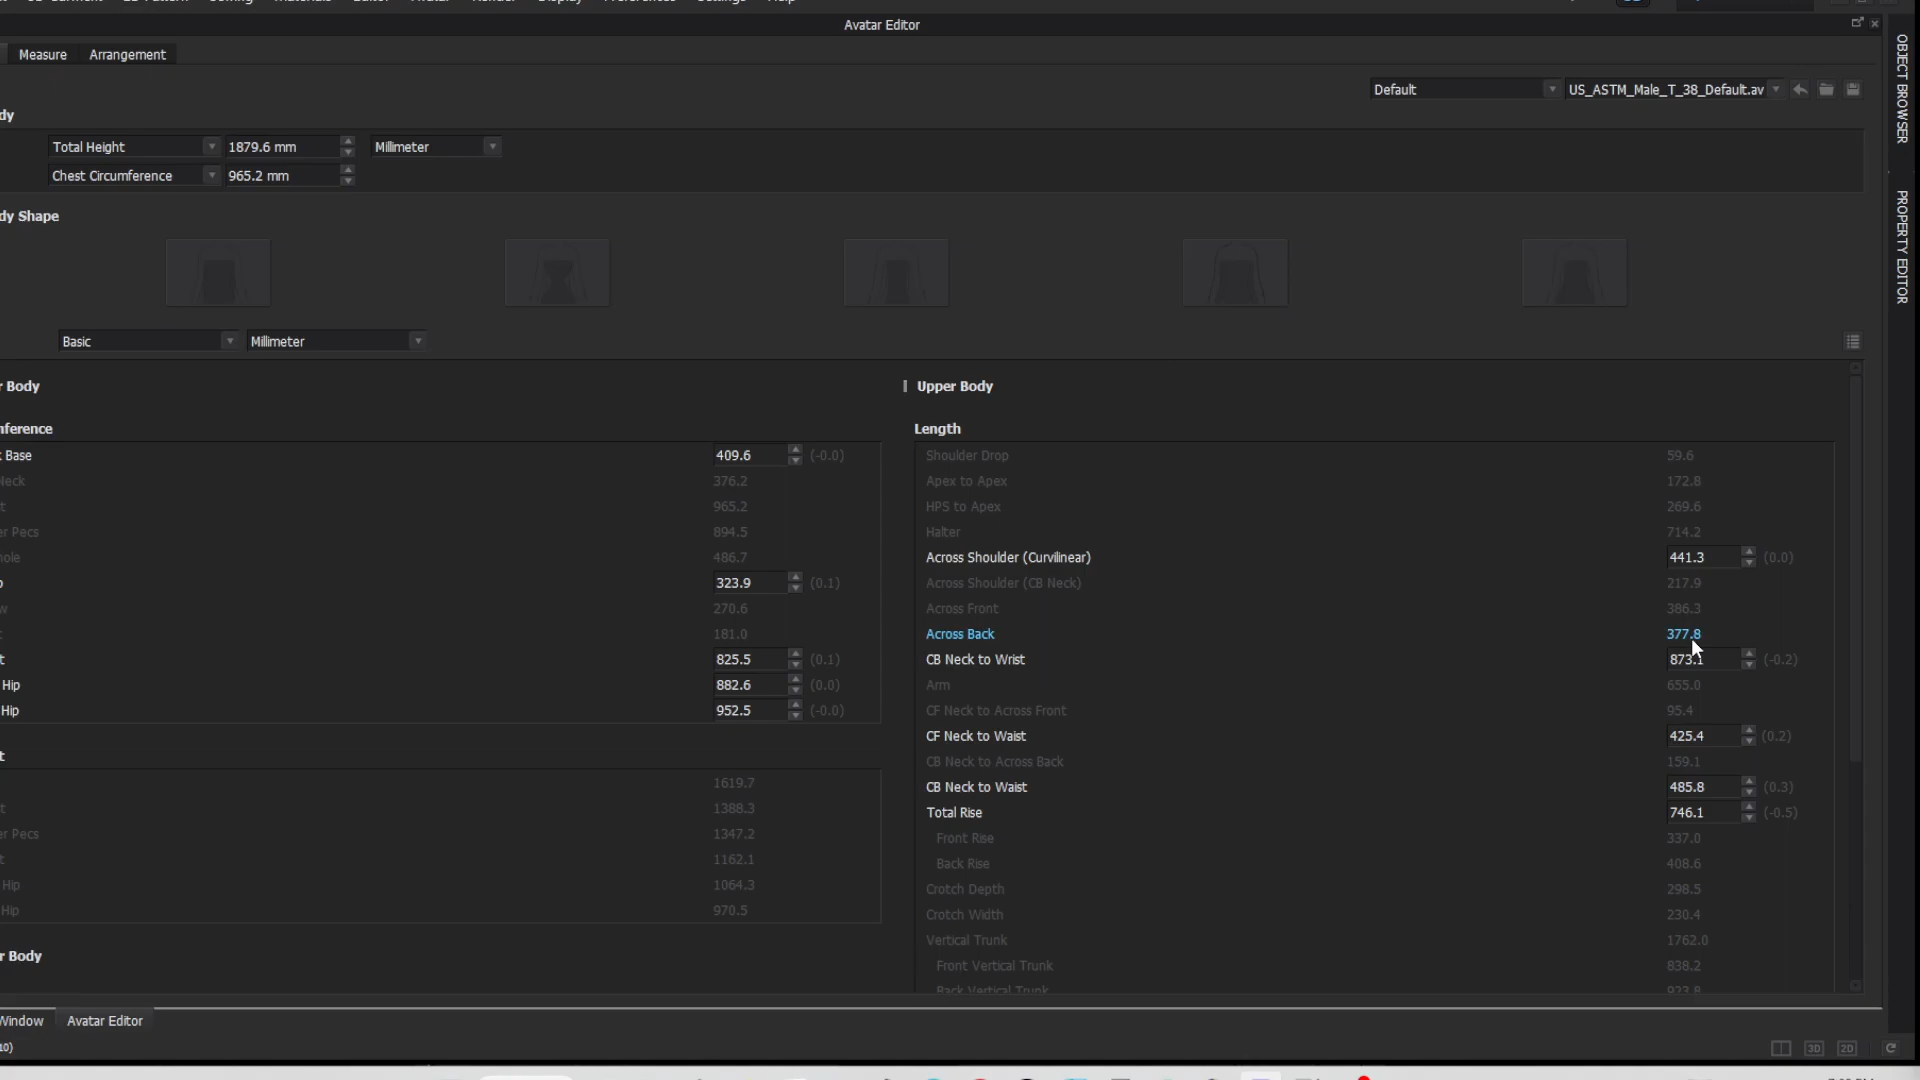 Avatar Editor
Measure Arrangement
Default US_ASTM_Male_T_38_Default.av
dy
Total Height 1879.6 mm Millimeter
Chest Circumference 965.2 mm
dy Shape
Basic Millimeter
r Body
Upper Body
nference
Length
t Base 409.6 (-0.0)
Shoulder Drop 59.6
Neck 376.2
Apex to Apex 172.8
t 965.2
HPS to Apex 269.6
er Pecs 894.5
Halter 714.2
hole 486.7
Across Shoulder (Curvilinear) 441.3 (0.0)
p 323.9 (0.1)
Across Shoulder (CB Neck) 217.9
w 270.6
Across Front 386.3
t 181.0
Across Back 377.8
t 825.5 (0.1)
CB Neck to Wrist 873.1 (-0.2)
Hip 882.6 (0.0)
Arm 655.0
Hip 952.5 (-0.0)
CF Neck to Across Front 95.4
CF Neck to Waist 425.4 (0.2)
t
CB Neck to Across Back 159.1
1619.7
CB Neck to Waist 485.8 (0.3)
t 1388.3
Total Rise 746.1 (-0.5)
er Pecs 1347.2
Front Rise 337.0
t 1162.1
Back Rise 408.6
Hip 1064.3
Crotch Depth 298.5
Hip 970.5
Crotch Width 230.4
Vertical Trunk 1762.0
r Body
Front Vertical Trunk 838.2
Back Vertical Trunk 923.8
Window Avatar Editor
10)
3D 2D
OBJECT BROWSER
PROPERTY EDITOR